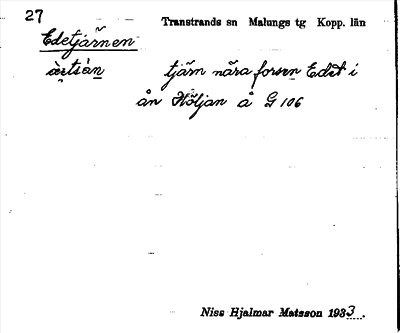 27
Transtrands sn Malungs tg Kopp. län
Edetjärnen
tjärn nära forsen Edet i
ån Höljan å G 106
Niss Hjalmar Matsson 1933.